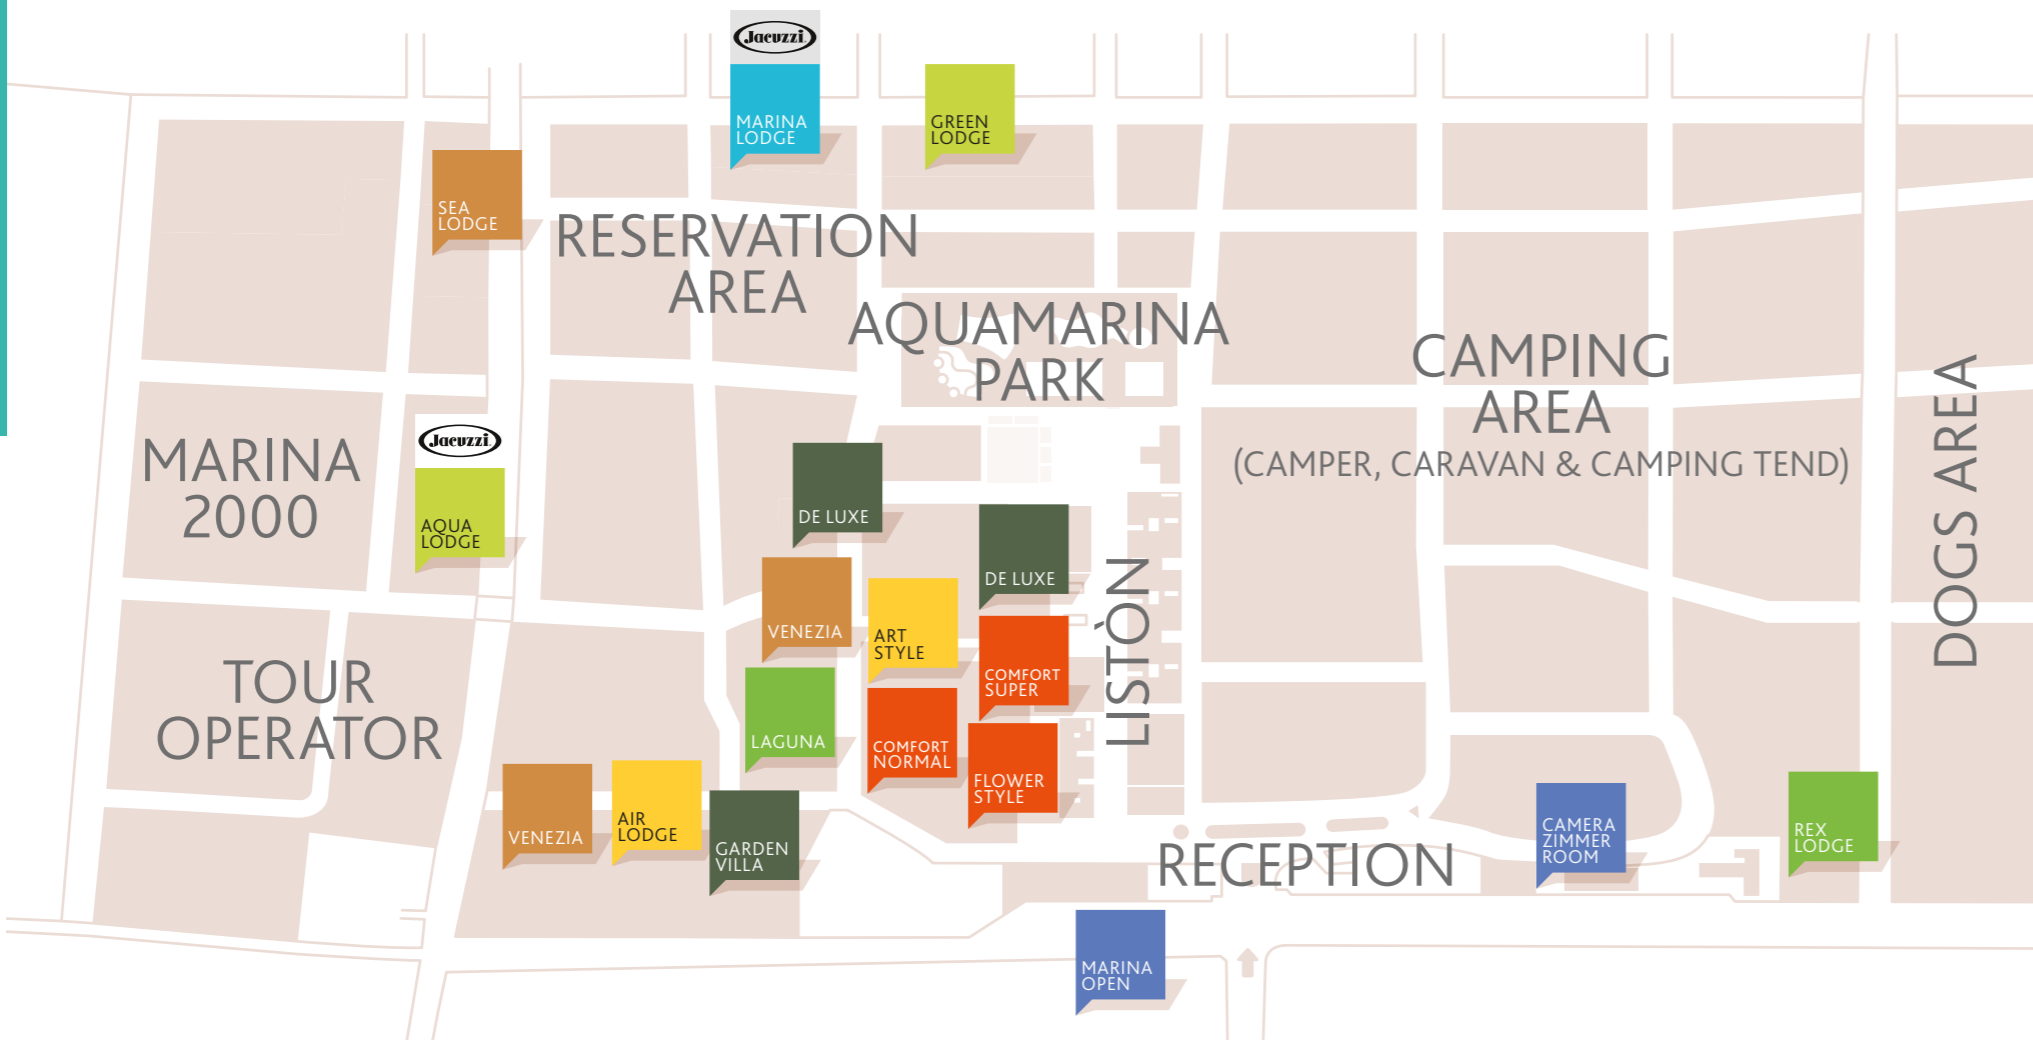 Jacuzzi
MARINA
LODGE
GREEN
LODGE
SEA
LODGE
RESERVATION
AREA
AQUAMARINA
PARK
CAMPING
AREA
(CAMPER, CARAVAN & CAMPING TEND)
DOGS AREA
MARINA
2000
Jacuzzi
AQUA
LODGE
DE LUXE
DE LUXE
VENEZIA
ART
STYLE
LISTÒN
COMFORT
SUPER
TOUR
OPERATOR
LAGUNA
COMFORT
NORMAL
FLOWER
STYLE
VENEZIA
AIR
LODGE
GARDEN
VILLA
RECEPTION
CAMERA
ZIMMER
ROOM
REX
LODGE
MARINA
OPEN